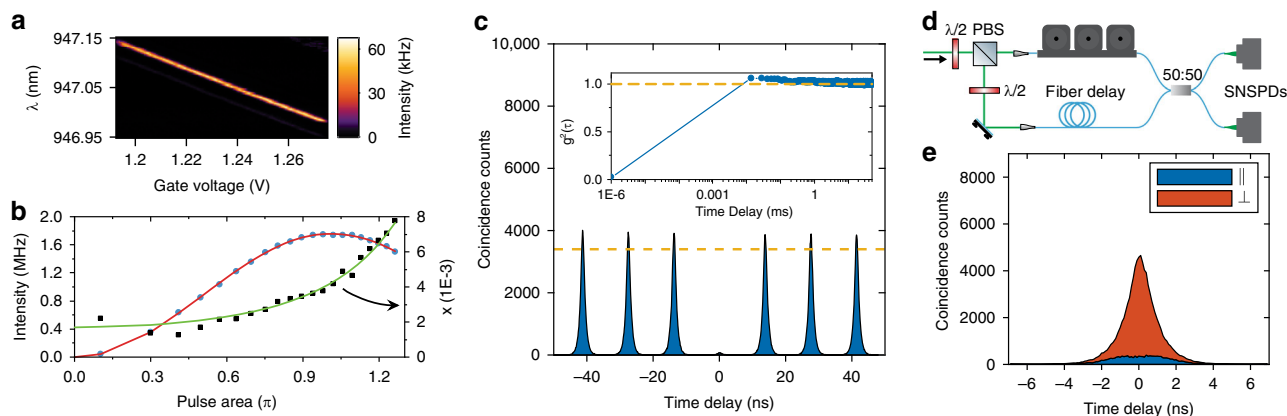 a
947.15
947.05
946.95
λ (nm)
1.2
1.22
1.24
1.26
Gate voltage (V)
60
30
0
Intensity (kHz)
b
2.0
1.6
1.2
0.8
0.4
0.0
Intensity (MHz)
0.0
0.3
0.6
0.9
1.2
Pulse area (π)
8
7
6
5
4
3
2
1
0
x (1E-3)
c
10,000
8000
6000
4000
2000
0
Coincidence counts
−40
−20
0
20
40
Time delay (ns)
1.0
0.5
0.0
g²(τ)
1E-6
0.001
1
Time Delay (ms)
d
λ/2 PBS
λ/2
Fiber delay
50:50
SNSPDs
e
8000
6000
4000
2000
0
Coincidence counts
||
⊥
−6
−4
−2
0
2
4
6
Time delay (ns)